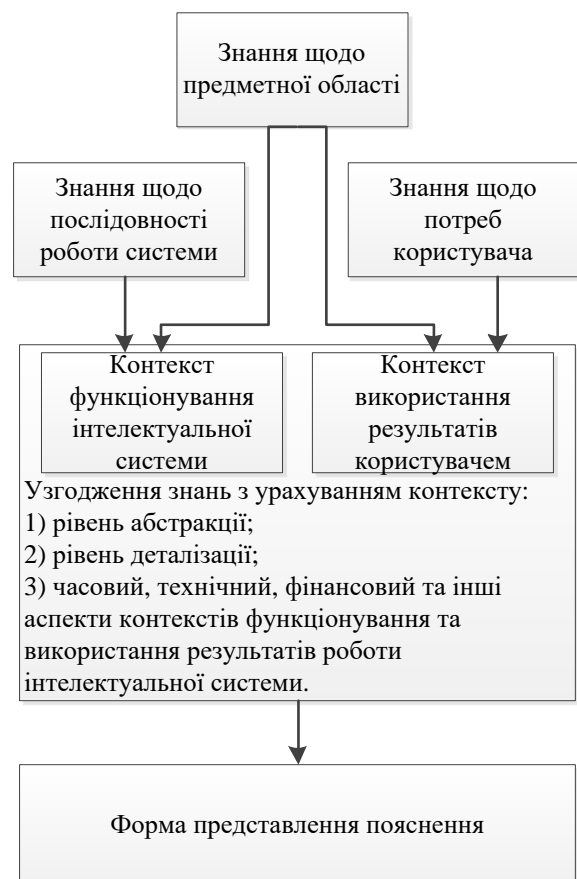 Знання щодо
предметної області
Знання щодо
послідовності
роботи системи
Знання щодо
потреб
користувача
Контекст
функціонування
інтелектуальної
системи
Контекст
використання
результатів
користувачем
Узгодження знань з урахуванням контексту:
1) рівень абстракції;
2) рівень деталізації;
3) часовий, технічний, фінансовий та інші
аспекти контекстів функціонування та
використання результатів роботи
інтелектуальної системи.
Форма представлення пояснення